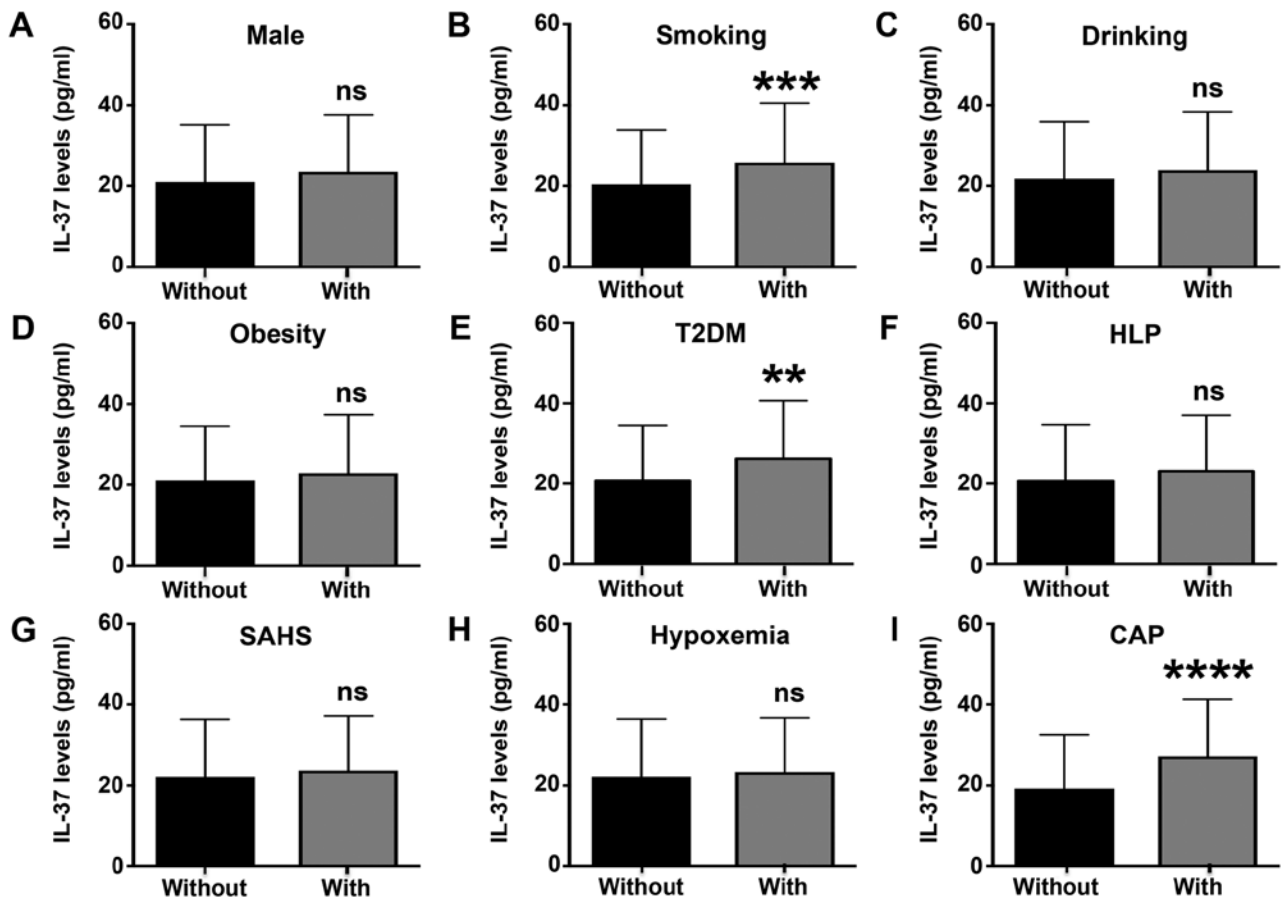 A
Male
IL-37 levels (pg/ml)
60
40
20
0
ns
Without
With
B
Smoking
IL-37 levels (pg/ml)
60
40
20
0
***
Without
With
C
Drinking
IL-37 levels (pg/ml)
60
40
20
0
ns
Without
With
D
Obesity
IL-37 levels (pg/ml)
60
40
20
0
ns
Without
With
E
T2DM
IL-37 levels (pg/ml)
60
40
20
0
**
Without
With
F
HLP
IL-37 levels (pg/ml)
60
40
20
0
ns
Without
With
G
SAHS
IL-37 levels (pg/ml)
60
40
20
0
ns
Without
With
H
Hypoxemia
IL-37 levels (pg/ml)
60
40
20
0
ns
Without
With
I
CAP
IL-37 levels (pg/ml)
60
40
20
0
****
Without
With